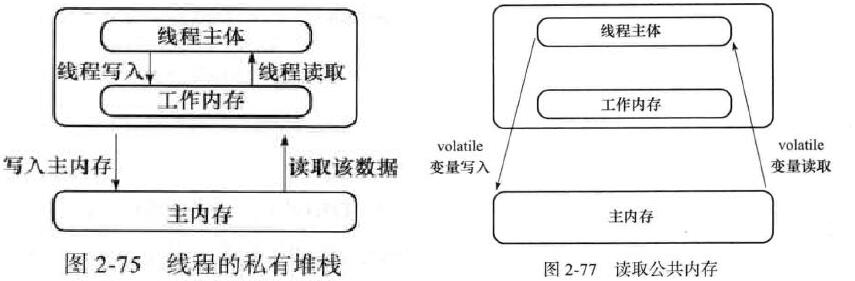 线程主体
线程写入
线程读取
工作内存
写入主内存
读取该数据
主内存
图 2-75 线程的私有堆栈
线程主体
工作内存
volatile
变量写入
volatile
变量读取
主内存
图 2-77 读取公共内存